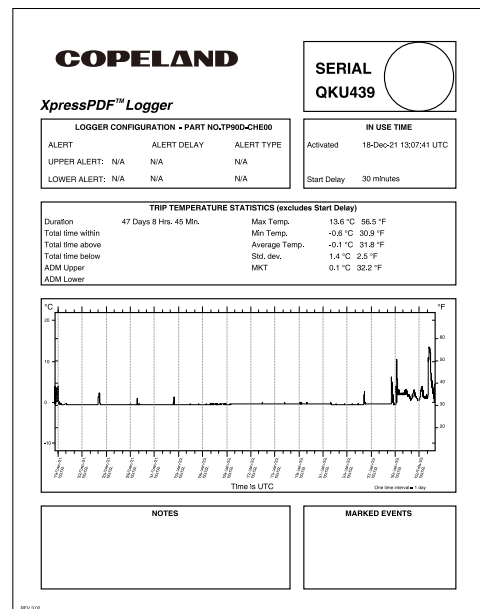 COPELAND
XpressPDF™ Logger
SERIAL
QKU439
LOGGER CONFIGURATION - PART NO.TP90D-CHE00
ALERT ALERT DELAY ALERT TYPE
UPPER ALERT: N/A N/A N/A
LOWER ALERT: N/A N/A N/A
IN USE TIME
Activated 18-Dec-21 13:07:41 UTC
Start Delay 30 minutes
TRIP TEMPERATURE STATISTICS (excludes Start Delay)
Duration 47 Days 8 Hrs. 45 Min. Max Temp. 13.6 °C 56.5 °F
Total time within Min Temp. -0.6 °C 30.9 °F
Total time above Average Temp. -0.1 °C 31.8 °F
Total time below Std. dev. 1.4 °C 2.5 °F
ADM Upper MKT 0.1 °C 32.2 °F
ADM Lower
°C °F
20
60
10
50
40
0
30
20
-10
Time is UTC
One time interval = 1 day
NOTES
MARKED EVENTS